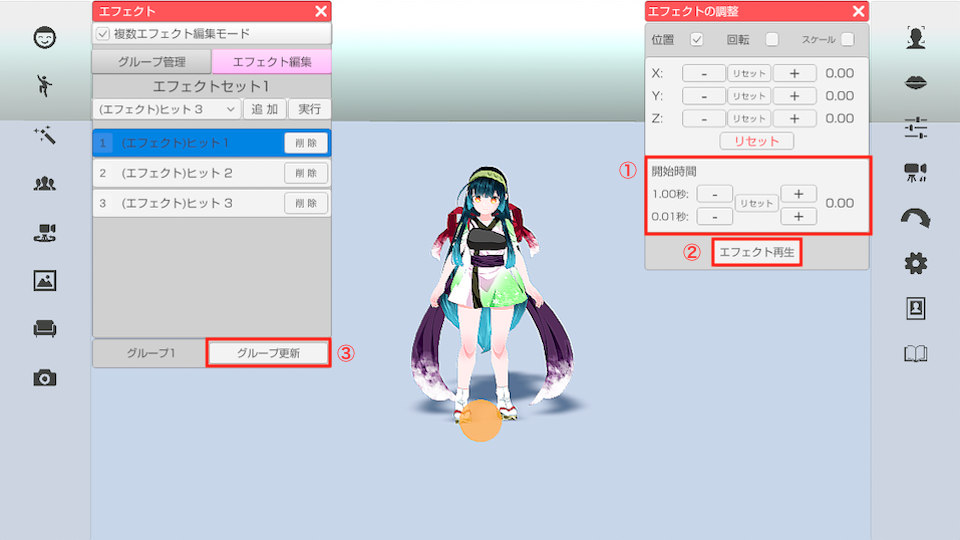 エフェクト
複数エフェクト編集モード
グループ管理 エフェクト編集
エフェクトセット1
(エフェクト)ヒット 3 追 加 実行
1 (エフェクト)ヒット 1 削 除
2 (エフェクト)ヒット 2 削 除
3 (エフェクト)ヒット 3 削 除
グループ1 グループ更新 ③
エフェクトの調整
位置 回転 スケール
X: - リセット + 0.00
Y: - リセット + 0.00
Z: - リセット + 0.00
リセット
① 開始時間
1.00秒: - リセット + 0.00
0.01秒: - +
② エフェクト再生